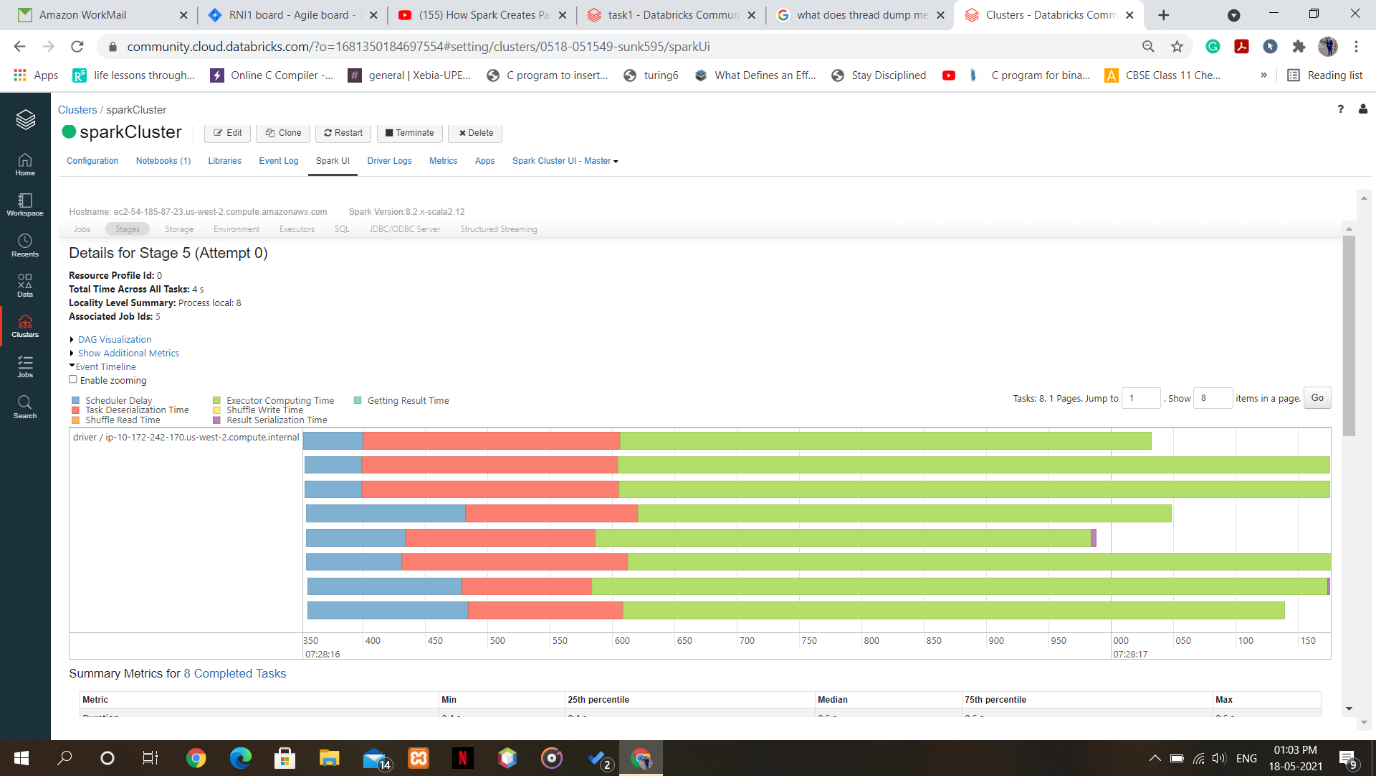 Amazon WorkMail
RNI1 board - Agile board -
(155) How Spark Creates Pa
task1 - Databricks Commun
what does thread dump me
Clusters - Databricks Comm
community.cloud.databricks.com/?o=1681350184697554#setting/clusters/0518-051549-sunk595/sparkUi
Apps
life lessons through...
Online C Compiler -...
general | Xebia-UPE...
C program to insert...
turing6
What Defines an Eff...
Stay Disciplined
C program for bina...
CBSE Class 11 Che...
»
Reading list
Clusters / sparkCluster
?
sparkCluster
Edit
Clone
Restart
Terminate
Delete
Configuration
Notebooks (1)
Libraries
Event Log
Spark UI
Driver Logs
Metrics
Apps
Spark Cluster UI - Master
Home
Workspace
Recents
Data
Clusters
Jobs
Search
Hostname: ec2-54-185-87-23.us-west-2.compute.amazonaws.com
Spark Version:8.2.x-scala2.12
Jobs
Stages
Storage
Environment
Executors
SQL
JDBC/ODBC Server
Structured Streaming
Details for Stage 5 (Attempt 0)
Resource Profile Id: 0
Total Time Across All Tasks: 4 s
Locality Level Summary: Process local: 8
Associated Job Ids: 5
DAG Visualization
Show Additional Metrics
Event Timeline
Enable zooming
Scheduler Delay
Task Deserialization Time
Shuffle Read Time
Executor Computing Time
Shuffle Write Time
Result Serialization Time
Getting Result Time
Tasks: 8. 1 Pages. Jump to 1 . Show 8 items in a page. Go
driver / ip-10-172-242-170.us-west-2.compute.internal
350 400 450 500 550 600 650 700 750 800 850 900 950 000 050 100 150
07:28:16 07:28:17
Summary Metrics for 8 Completed Tasks
Metric Min 25th percentile Median 75th percentile Max
14
2
ENG
01:03 PM
18-05-2021
9